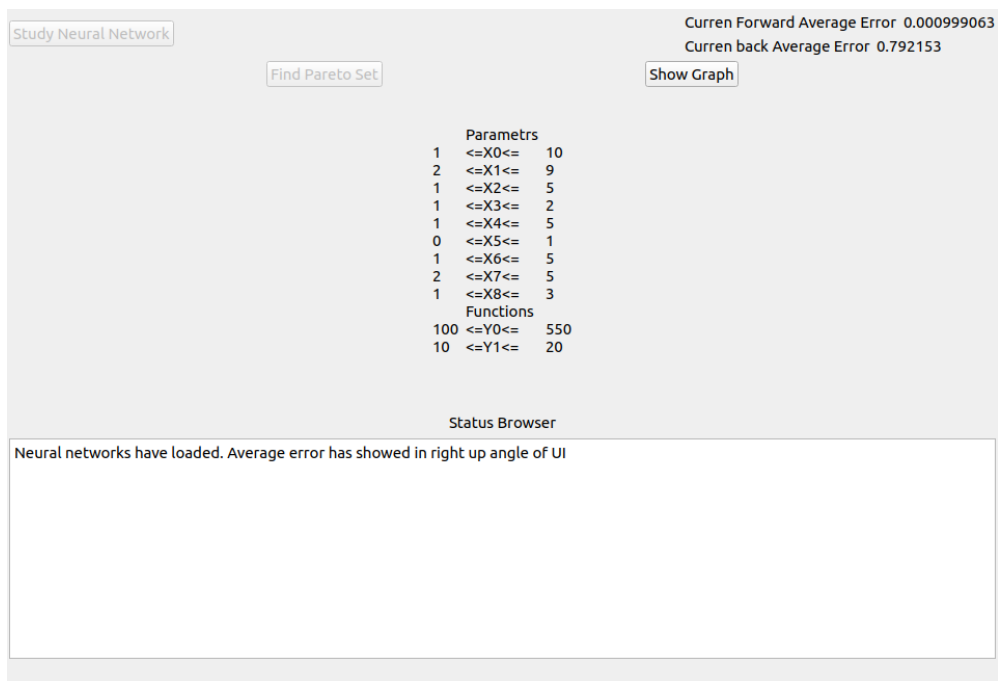 Study Neural Network
Curren Forward Average Error 0.000999063
Curren back Average Error 0.792153
Find Pareto Set
Show Graph
Parametrs
1 <=X0<= 10
2 <=X1<= 9
1 <=X2<= 5
1 <=X3<= 2
1 <=X4<= 5
0 <=X5<= 1
1 <=X6<= 5
2 <=X7<= 5
1 <=X8<= 3
Functions
100 <=Y0<= 550
10 <=Y1<= 20
Status Browser
Neural networks have loaded. Average error has showed in right up angle of UI